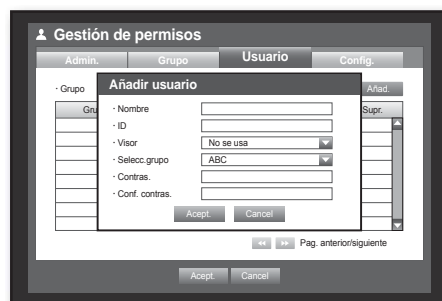 Gestión de permisos
Admin. Grupo Usuario Config.
· Grupo Añad.
Gru Supr.
Añadir usuario
· Nombre
· ID
· Visor No se usa
· Selecc.grupo ABC
· Contras.
· Conf. contras.
Acept. Cancel
Pag. anterior/siguiente
Acept. Cancel